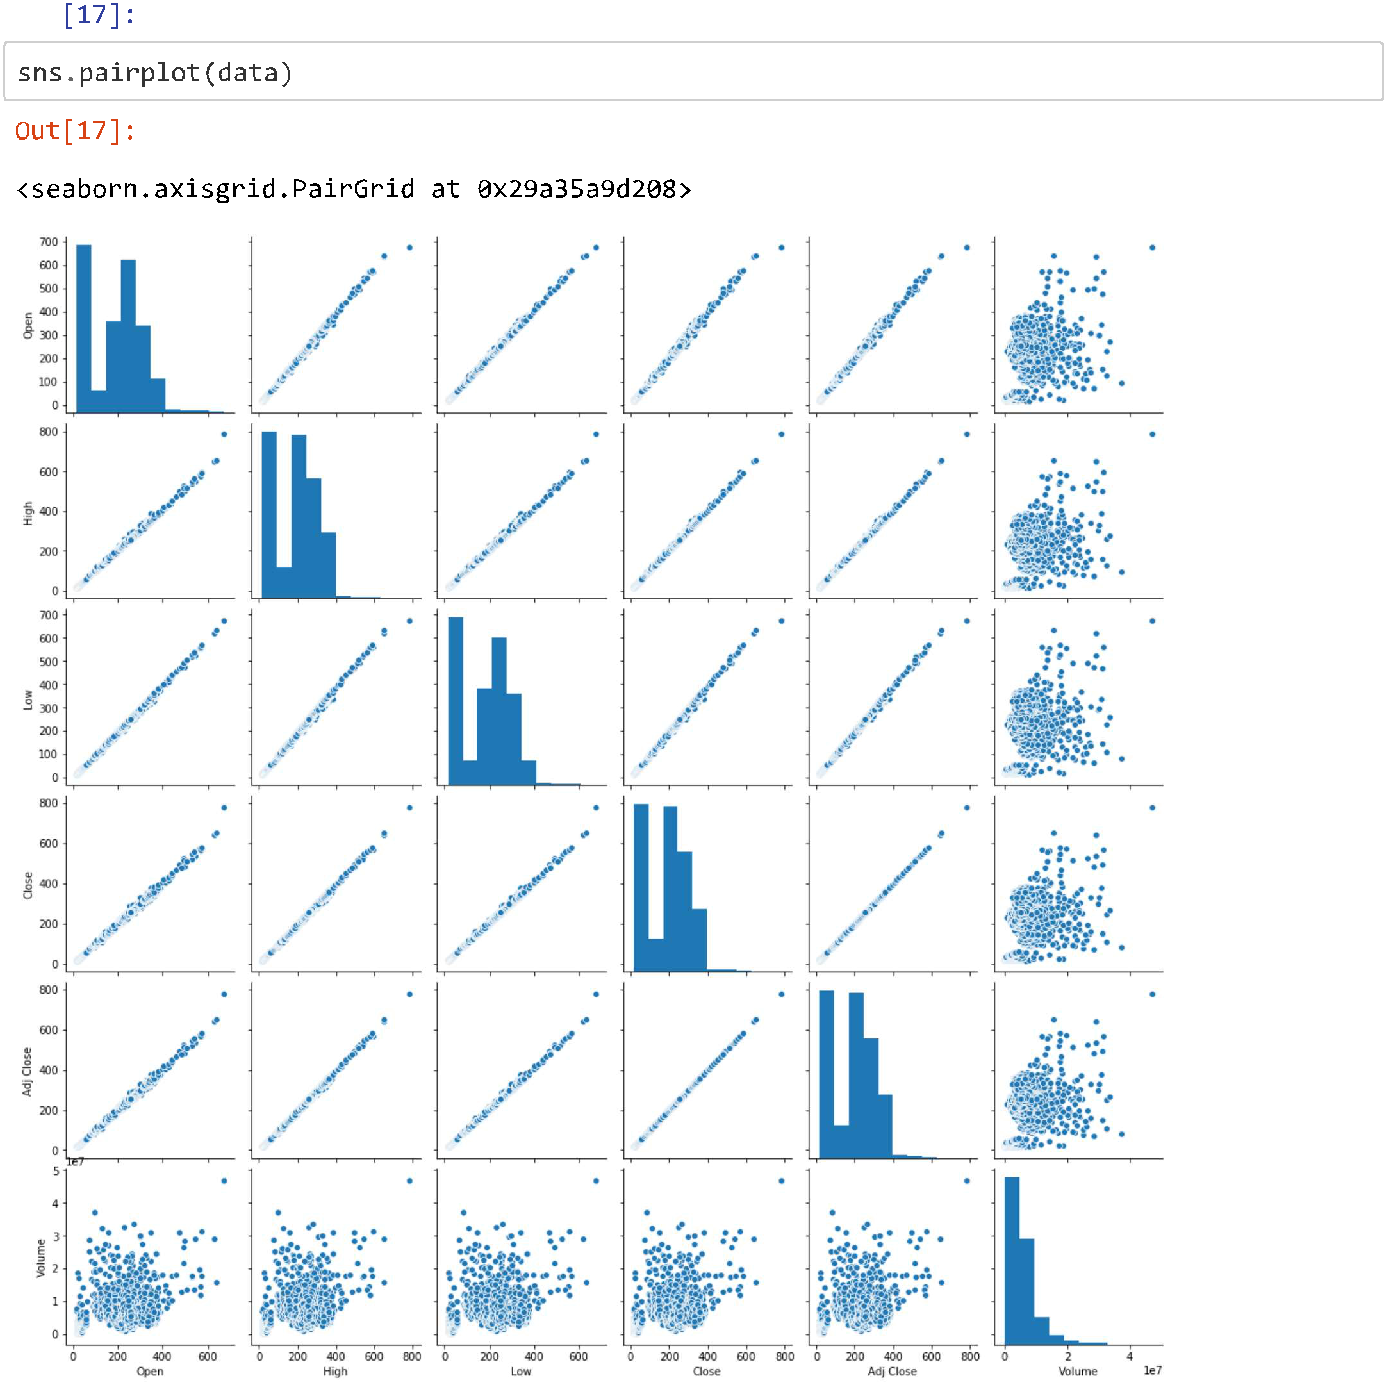 [17]:
sns.pairplot(data)
Out[17]:
<seaborn.axisgrid.PairGrid at 0x29a35a9d208>
700
600
500
400
300
200
100
0
Open
800
600
400
200
0
High
700
600
500
400
300
200
100
0
Low
800
600
400
200
0
Close
800
600
400
200
0
Adj Close
1e7
5
4
3
2
1
0
Volume
0 200 400 600
Open
0 200 400 600 800
High
0 200 400 600
Low
0 200 400 600 800
Close
0 200 400 600 800
Adj Close
0 2 4
1e7
Volume